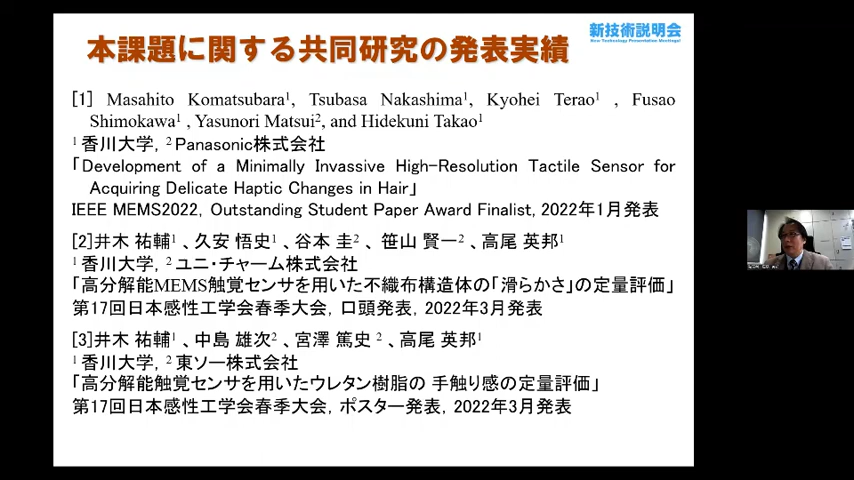 新技術説明会
New Technology Presentation Meetings!
本課題に関する共同研究の発表実績
[1] Masahito Komatsubara¹, Tsubasa Nakashima¹, Kyohei Terao¹ , Fusao
Shimokawa¹ , Yasunori Matsui², and Hidekuni Takao¹
¹ 香川大学, ² Panasonic株式会社
「Development of a Minimally Invassive High-Resolution Tactile Sensor for
Acquiring Delicate Haptic Changes in Hair」
IEEE MEMS2022, Outstanding Student Paper Award Finalist, 2022年1月発表
[2]井木 祐輔¹ 、久安 悟史¹ 、谷本 圭² 、 笹山 賢一² 、高尾 英邦¹
¹ 香川大学, ² ユニ・チャーム株式会社
「高分解能MEMS触覚センサを用いた不織布構造体の「滑らかさ」の定量評価」
第17回日本感性工学会春季大会, 口頭発表, 2022年3月発表
[3]井木 祐輔¹ 、中島 雄次² 、宮澤 篤史 ² 、高尾 英邦¹
¹ 香川大学, ² 東ソー株式会社
「高分解能触覚センサを用いたウレタン樹脂の 手触り感の定量評価」
第17回日本感性工学会春季大会, ポスター発表, 2022年3月発表